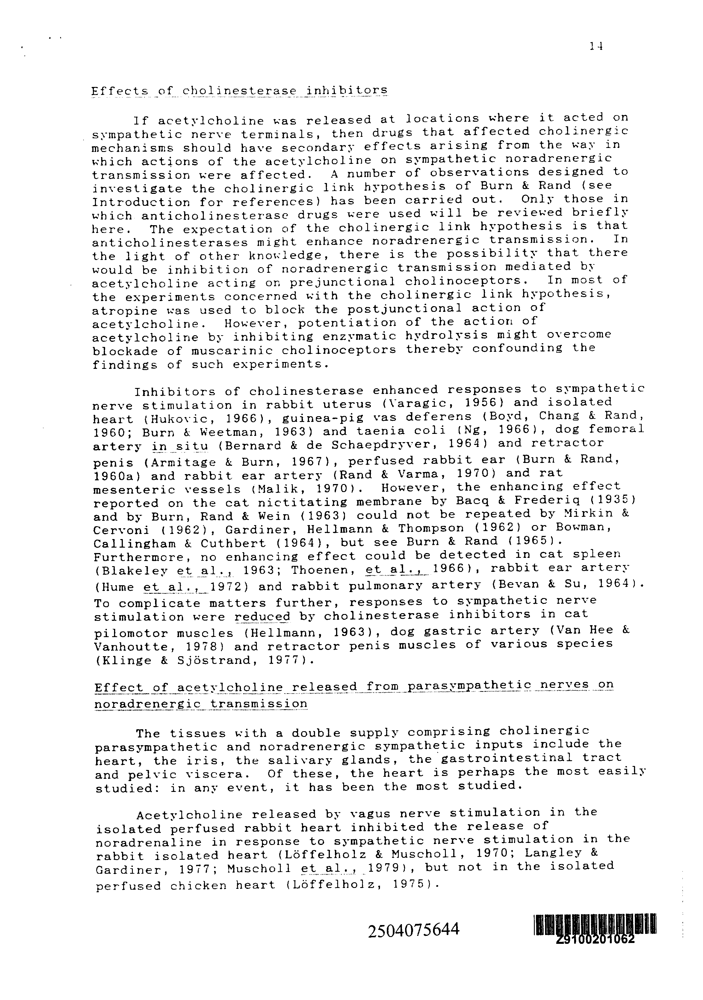 14
Effects of cholinesterase inhibitors
If acetylcholine was released at locations where it acted on
sympathetic nerve terminals, then drugs that affected cholinergic
mechanisms should have secondary effects arising from the way in
which actions of the acetylcholine on sympathetic noradrenergic
transmission were affected. A number of observations designed to
investigate the cholinergic link hypothesis of Burn & Rand (see
Introduction for references) has been carried out. Only those in
which anticholinesterase drugs were used will be reviewed briefly
here. The expectation of the cholinergic link hypothesis is that
anticholinesterases might enhance noradrenergic transmission. In
the light of other knowledge, there is the possibility that there
would be inhibition of noradrenergic transmission mediated by
acetylcholine acting on prejunctional cholinoceptors. In most of
the experiments concerned with the cholinergic link hypothesis,
atropine was used to block the postjunctional action of
acetylcholine. However, potentiation of the action of
acetylcholine by inhibiting enzymatic hydrolysis might overcome
blockade of muscarinic cholinoceptors thereby confounding the
findings of such experiments.
Inhibitors of cholinesterase enhanced responses to sympathetic
nerve stimulation in rabbit uterus (Varagic, 1956) and isolated
heart (Hukovic, 1966), guinea-pig vas deferens (Boyd, Chang & Rand,
1960; Burn & Weetman, 1963) and taenia coli (Ng, 1966), dog femoral
artery in situ (Bernard & de Schaepdryver, 1964) and retractor
penis (Armitage & Burn, 1967), perfused rabbit ear (Burn & Rand,
1960a) and rabbit ear artery (Rand & Varma, 1970) and rat
mesenteric vessels (Malik, 1970). However, the enhancing effect
reported on the cat nictitating membrane by Bacq & Frederiq (1935)
and by Burn, Rand & Wein (1963) could not be repeated by Mirkin &
Cervoni (1962), Gardiner, Hellmann & Thompson (1962) or Bowman,
Callingham & Cuthbert (1964), but see Burn & Rand (1965).
Furthermore, no enhancing effect could be detected in cat spleen
(Blakeley et al., 1963; Thoenen, et al., 1966), rabbit ear artery
(Hume et al., 1972) and rabbit pulmonary artery (Bevan & Su, 1964).
To complicate matters further, responses to sympathetic nerve
stimulation were reduced by cholinesterase inhibitors in cat
pilomotor muscles (Hellmann, 1963), dog gastric artery (Van Hee &
Vanhoutte, 1978) and retractor penis muscles of various species
(Klinge & Sjöstrand, 1977).
Effect of acetylcholine released from parasympathetic nerves on
noradrenergic transmission
The tissues with a double supply comprising cholinergic
parasympathetic and noradrenergic sympathetic inputs include the
heart, the iris, the salivary glands, the gastrointestinal tract
and pelvic viscera. Of these, the heart is perhaps the most easily
studied: in any event, it has been the most studied.
Acetylcholine released by vagus nerve stimulation in the
isolated perfused rabbit heart inhibited the release of
noradrenaline in response to sympathetic nerve stimulation in the
rabbit isolated heart (Löffelholz & Muscholl, 1970; Langley &
Gardiner, 1977; Muscholl et al., 1979), but not in the isolated
perfused chicken heart (Löffelholz, 1975).
2504075644
Z9100201062